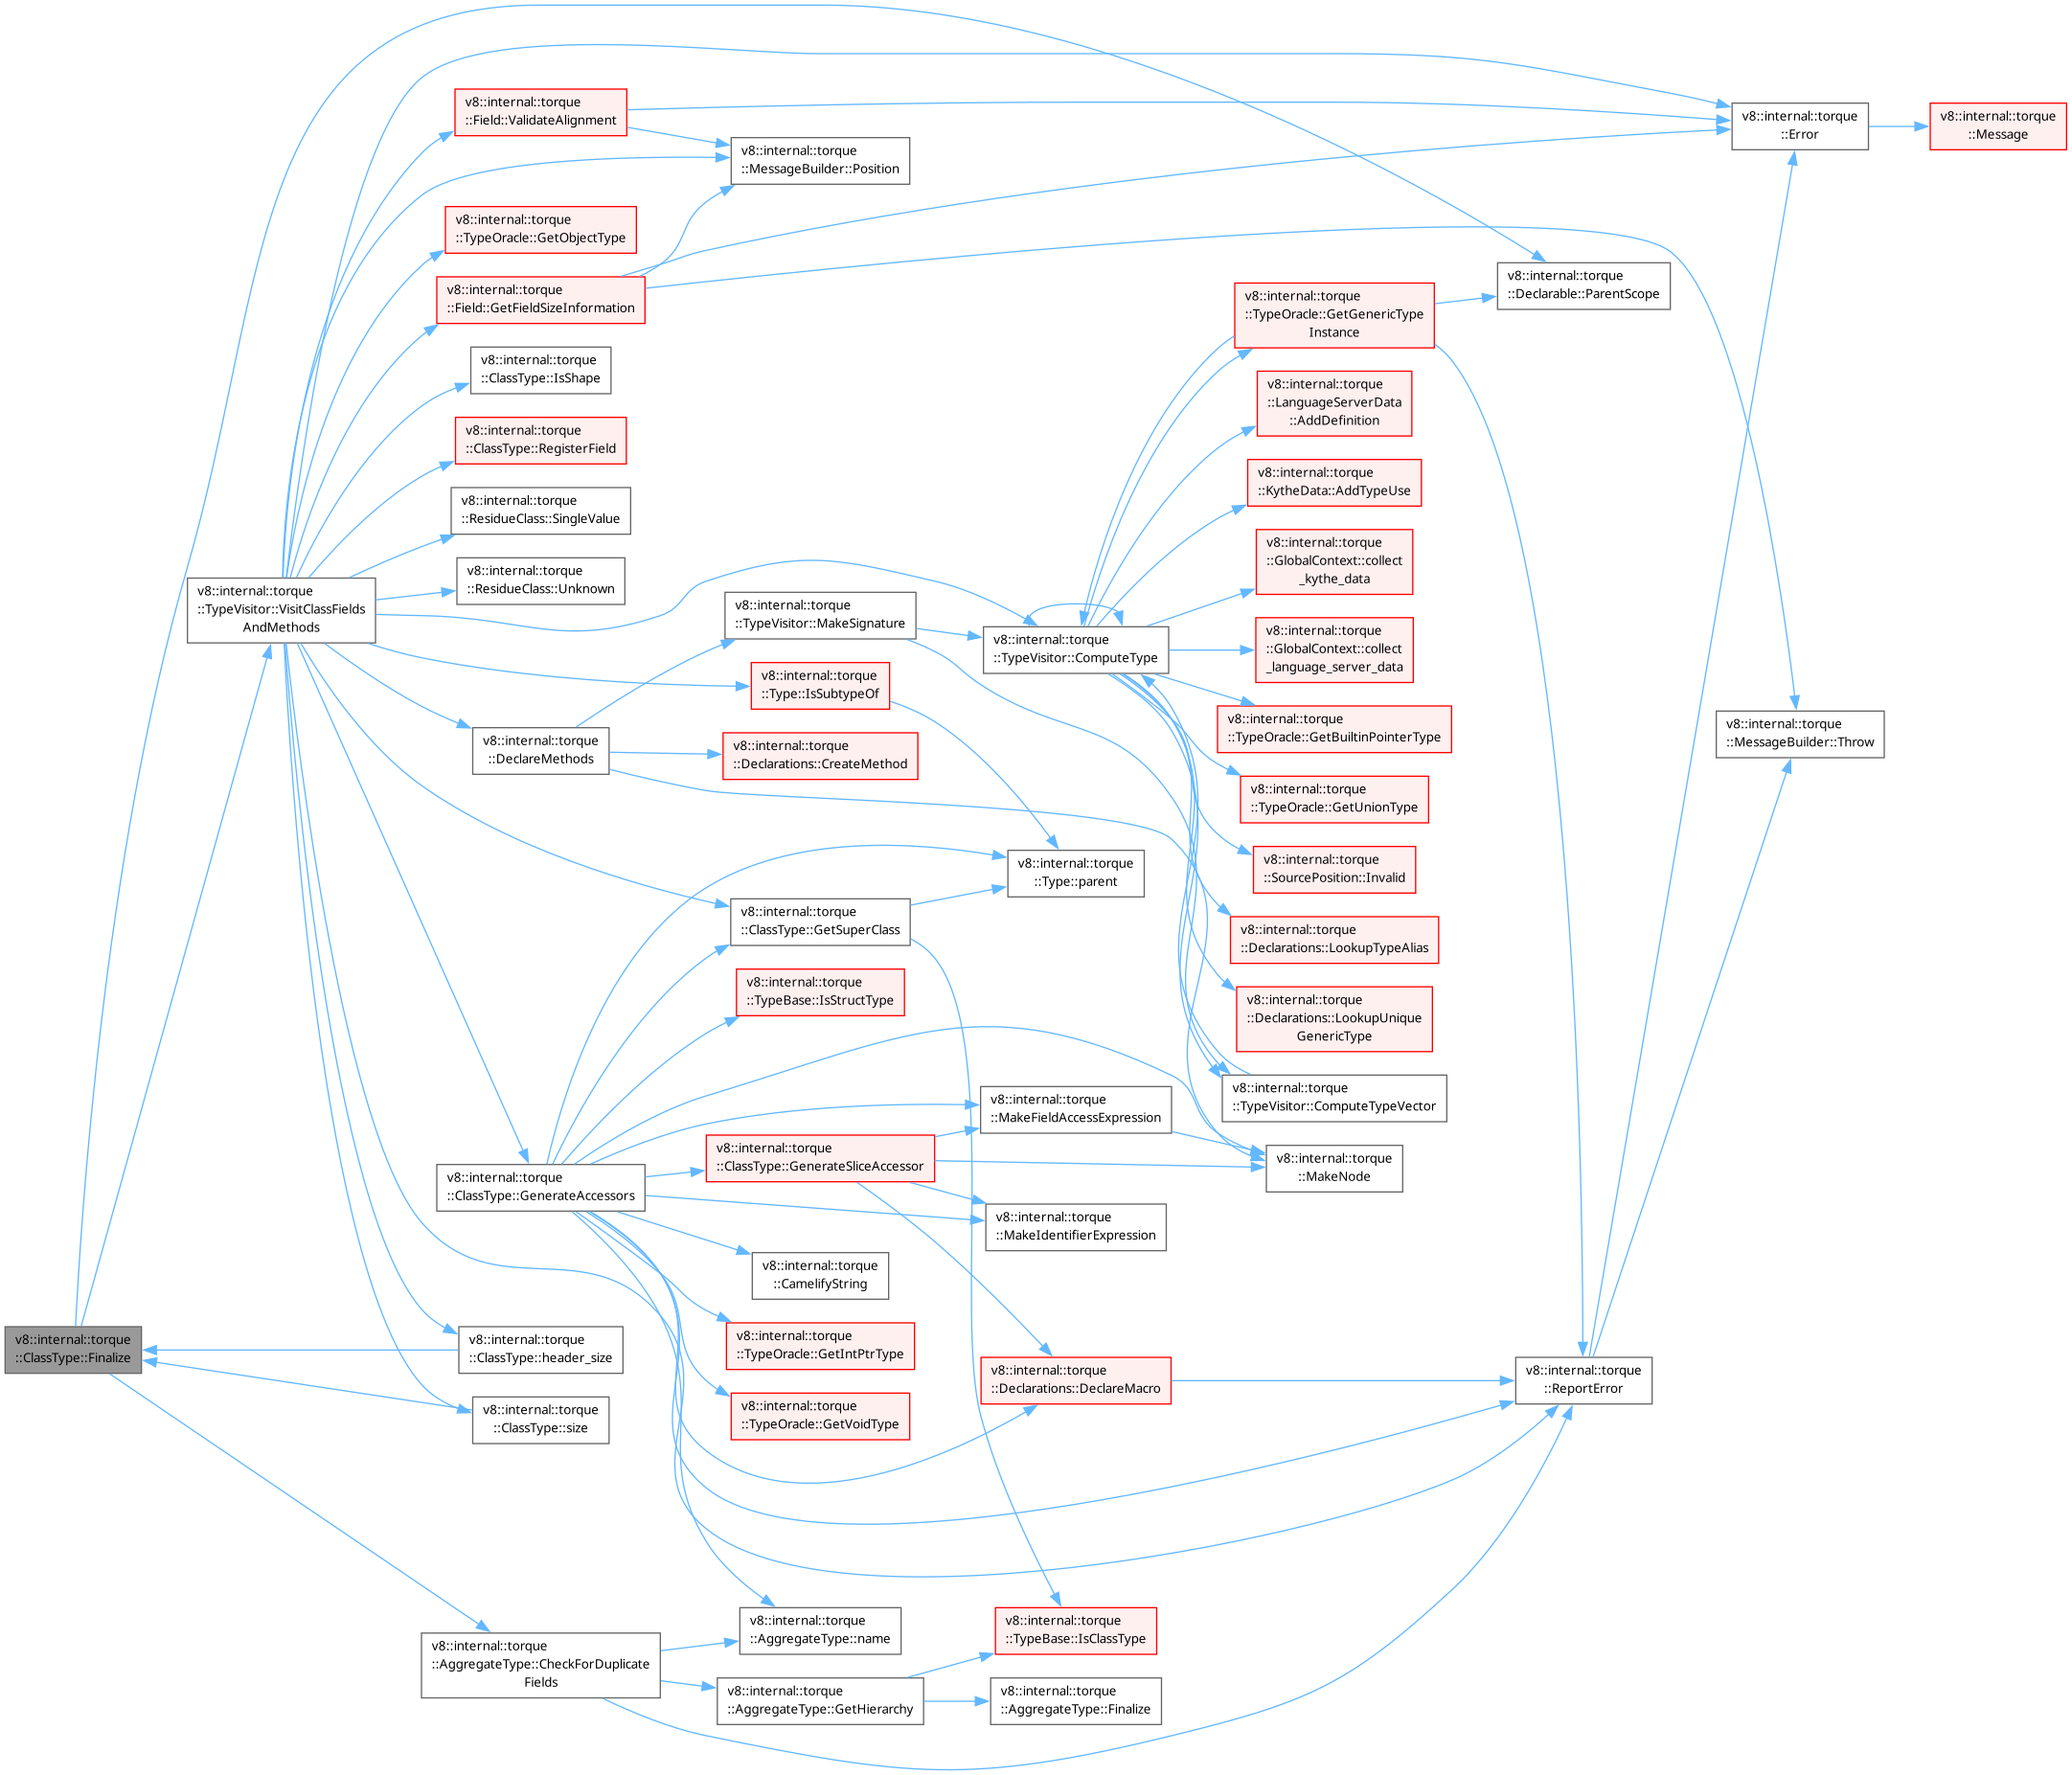 v8::internal::torque
::Field::ValidateAlignment
v8::internal::torque
::Error
v8::internal::torque
::Message
v8::internal::torque
::MessageBuilder::Position
v8::internal::torque
::TypeOracle::GetObjectType
v8::internal::torque
::Declarable::ParentScope
v8::internal::torque
::Field::GetFieldSizeInformation
v8::internal::torque
::TypeOracle::GetGenericType
Instance
v8::internal::torque
::ClassType::IsShape
v8::internal::torque
::LanguageServerData
::AddDefinition
v8::internal::torque
::ClassType::RegisterField
v8::internal::torque
::KytheData::AddTypeUse
v8::internal::torque
::ResidueClass::SingleValue
v8::internal::torque
::GlobalContext::collect
_kythe_data
v8::internal::torque
::ResidueClass::Unknown
v8::internal::torque
::TypeVisitor::VisitClassFields
AndMethods
v8::internal::torque
::TypeVisitor::MakeSignature
v8::internal::torque
::TypeVisitor::ComputeType
v8::internal::torque
::GlobalContext::collect
_language_server_data
v8::internal::torque
::Type::IsSubtypeOf
v8::internal::torque
::TypeOracle::GetBuiltinPointerType
v8::internal::torque
::MessageBuilder::Throw
v8::internal::torque
::DeclareMethods
v8::internal::torque
::Declarations::CreateMethod
v8::internal::torque
::TypeOracle::GetUnionType
v8::internal::torque
::Type::parent
v8::internal::torque
::SourcePosition::Invalid
v8::internal::torque
::ClassType::GetSuperClass
v8::internal::torque
::Declarations::LookupTypeAlias
v8::internal::torque
::TypeBase::IsStructType
v8::internal::torque
::Declarations::LookupUnique
GenericType
v8::internal::torque
::TypeVisitor::ComputeTypeVector
v8::internal::torque
::MakeFieldAccessExpression
v8::internal::torque
::ClassType::GenerateSliceAccessor
v8::internal::torque
::MakeNode
v8::internal::torque
::ClassType::GenerateAccessors
v8::internal::torque
::MakeIdentifierExpression
v8::internal::torque
::CamelifyString
v8::internal::torque
::ClassType::Finalize
v8::internal::torque
::ClassType::header_size
v8::internal::torque
::TypeOracle::GetIntPtrType
v8::internal::torque
::Declarations::DeclareMacro
v8::internal::torque
::ReportError
v8::internal::torque
::ClassType::size
v8::internal::torque
::TypeOracle::GetVoidType
v8::internal::torque
::AggregateType::name
v8::internal::torque
::TypeBase::IsClassType
v8::internal::torque
::AggregateType::CheckForDuplicate
Fields
v8::internal::torque
::AggregateType::GetHierarchy
v8::internal::torque
::AggregateType::Finalize